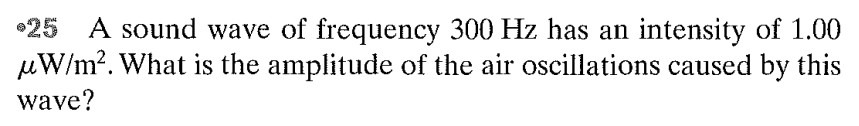 •25 A sound wave of frequency 300 Hz has an intensity of 1.00
μW/m². What is the amplitude of the air oscillations caused by this
wave?